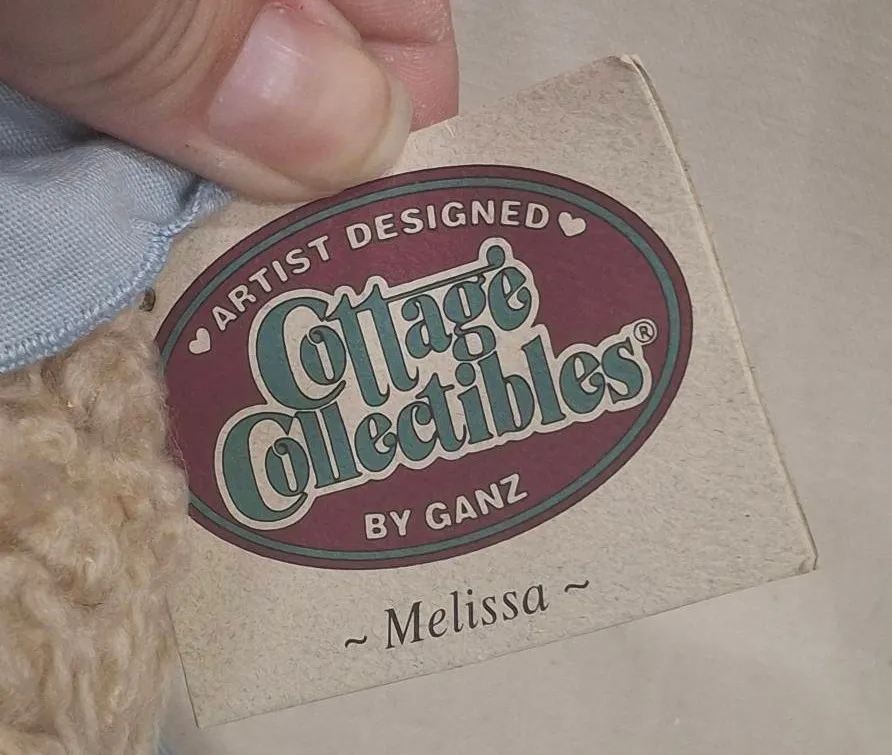 ARTIST DESIGNED
Cottage
Collectibles®
BY GANZ
~ Melissa ~